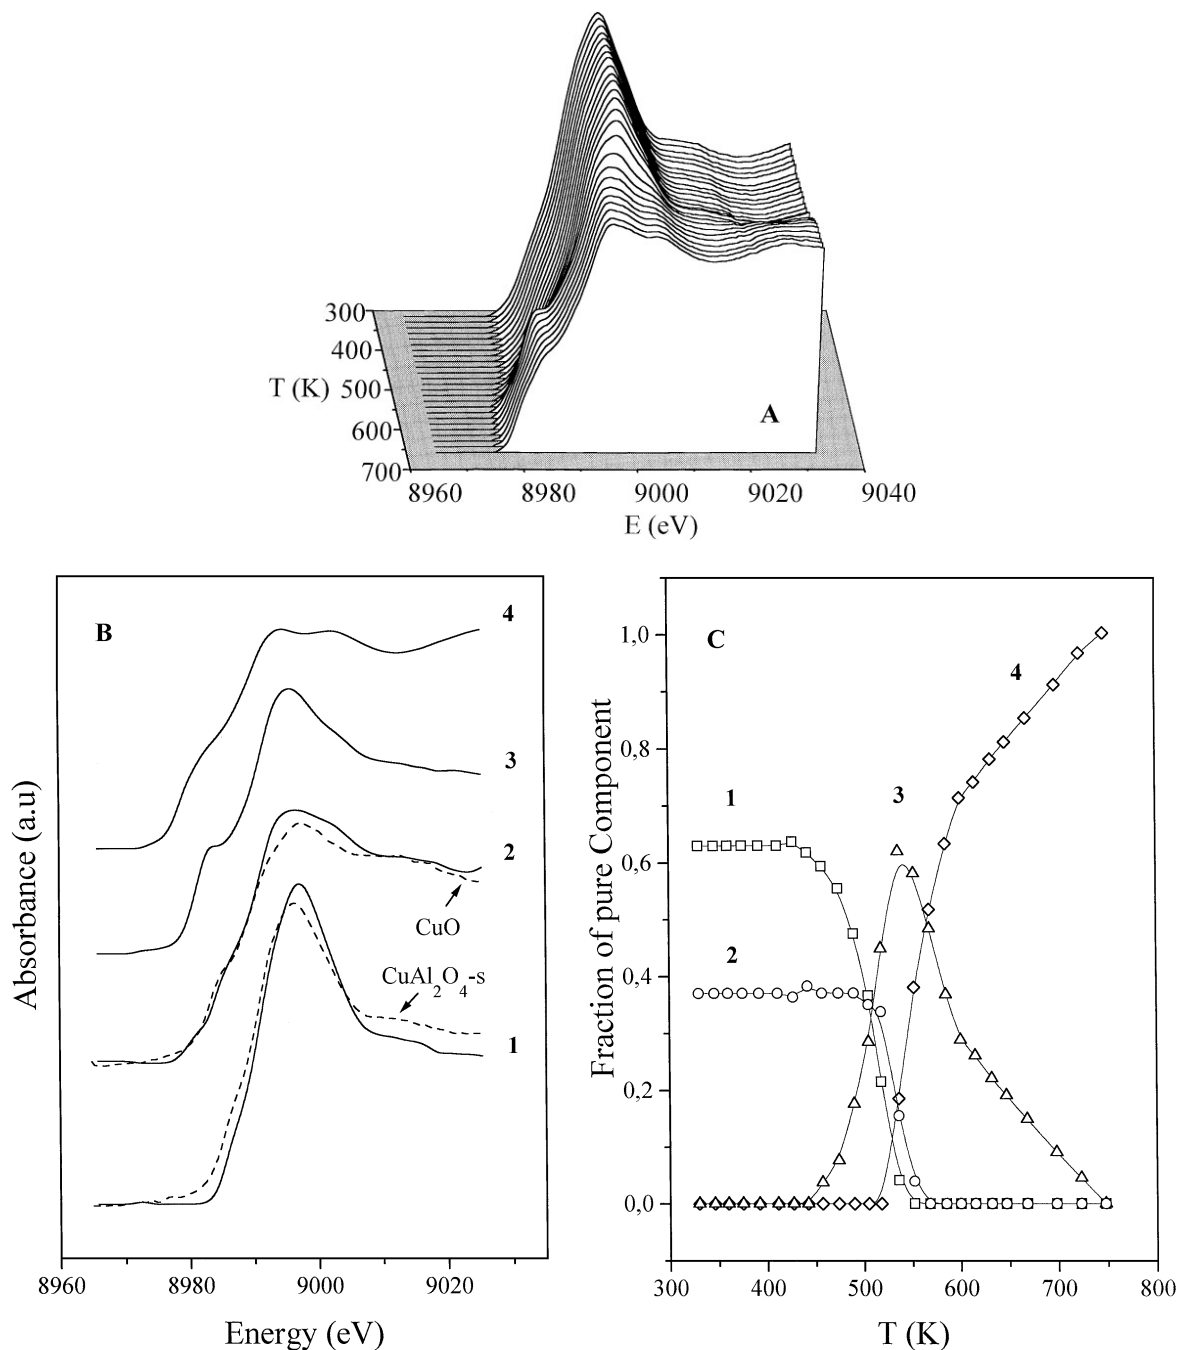 300
400
T (K) 500
600
700
A
8960 8980 9000 9020 9040
E (eV)
B
4
3
2
CuO
CuAl2O4-s
1
Absorbance (a.u)
8960 8980 9000 9020
Energy (eV)
C
1,0
0,8
0,6
0,4
0,2
0,0
4
3
1
2
Fraction of pure Component
300 400 500 600 700 800
T (K)